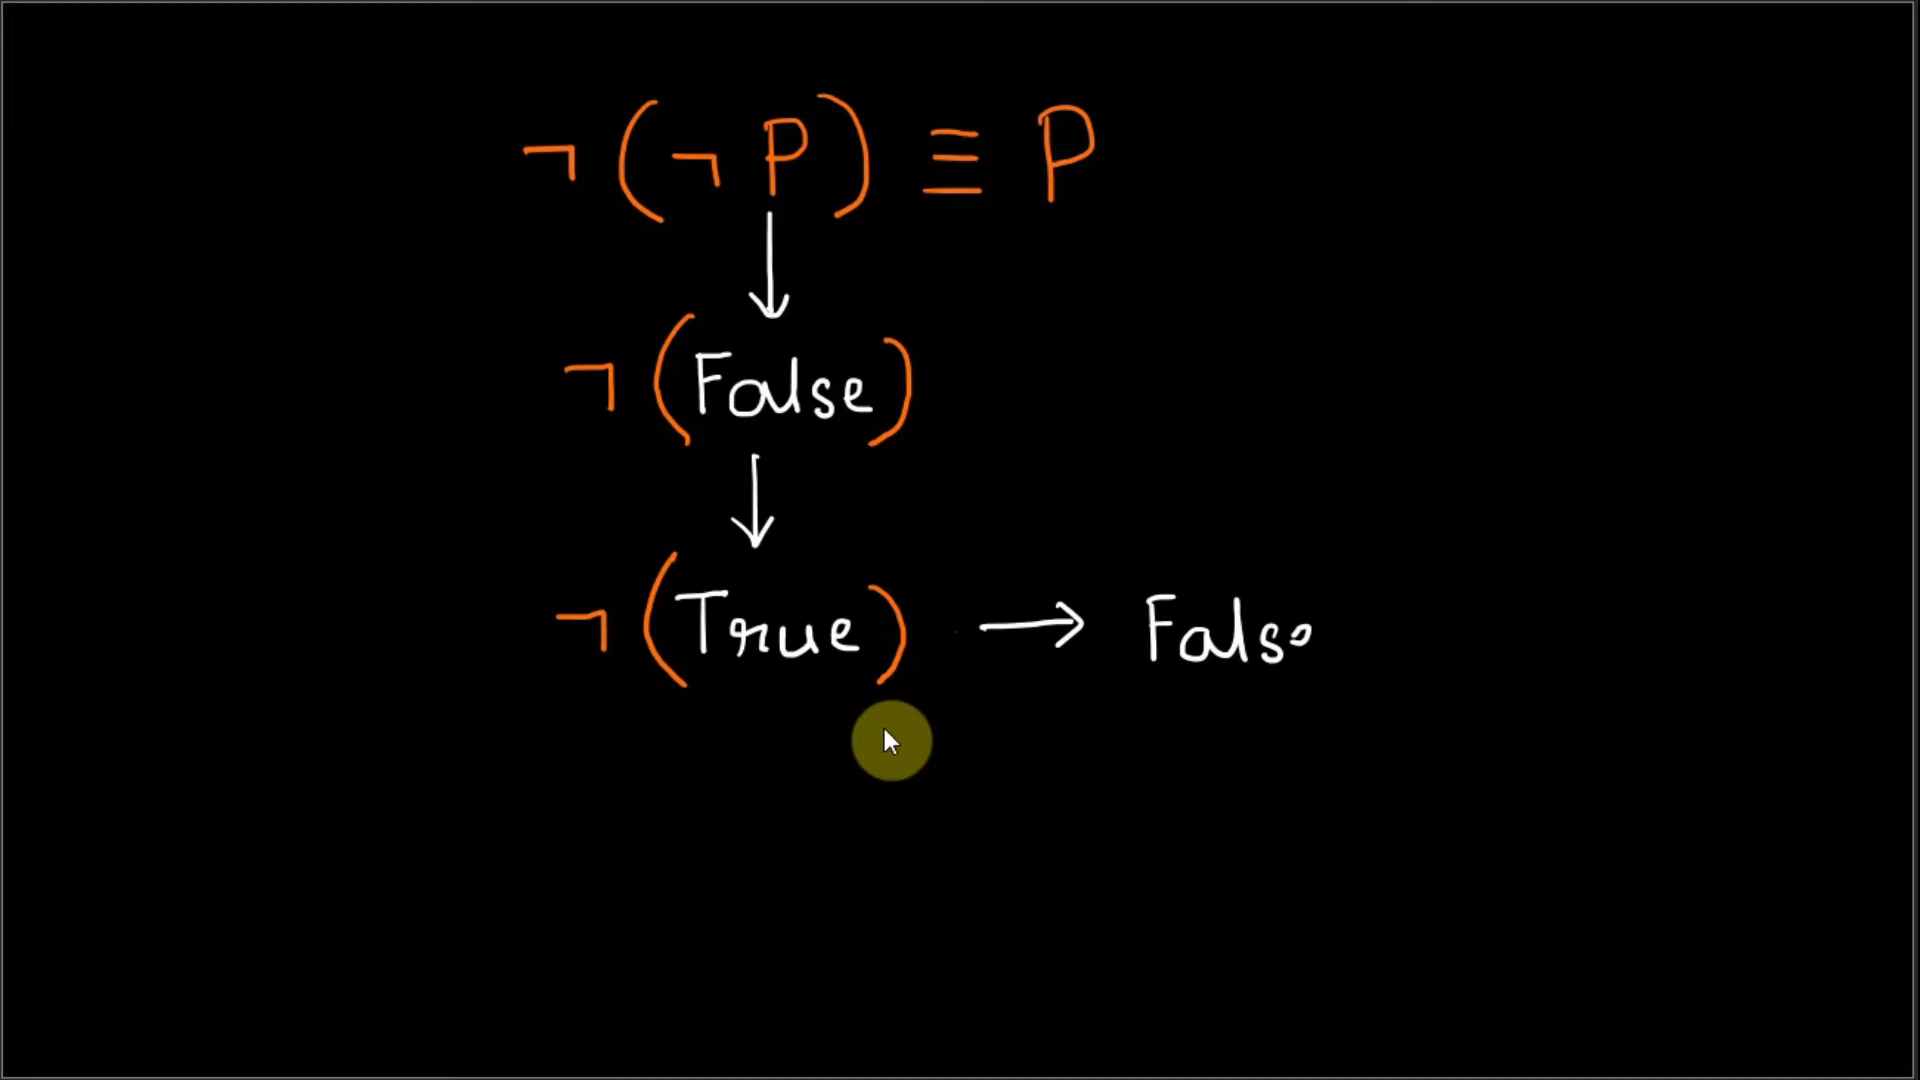 ¬(¬P) ≡ P
¬(False)
¬(True) → False